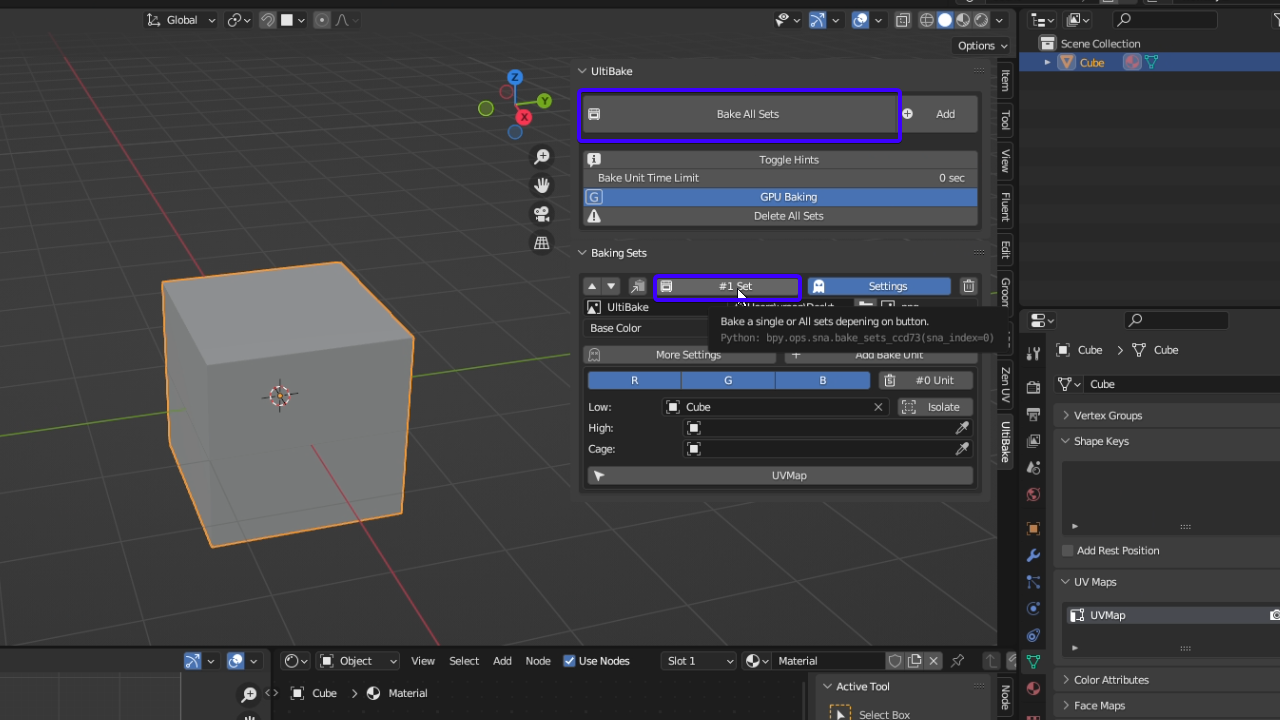 Global
Options
UltiBake
Bake All Sets
Add
Toggle Hints
Bake Unit Time Limit 0 sec
G GPU Baking
Delete All Sets
Baking Sets
#1 Set
Settings
UltiBake
Bake a single or All sets depening on button.
Base Color
Python: bpy.ops.sna.bake_sets_ccd73(sna_index=0)
More Settings
Add Bake Unit
R G B #0 Unit
Low: Cube Isolate
High:
Cage:
UVMap
Z
Y
X
Item
Tool
View
Fluent
Edit
Groom
Zen UV
UltiBake
Scene Collection
Cube
Cube > Cube
Cube
Vertex Groups
Shape Keys
Add Rest Position
UV Maps
UVMap
Color Attributes
Face Maps
Object View Select Add Node Use Nodes Slot 1 Material
Cube > Material
Active Tool
Select Box
Node